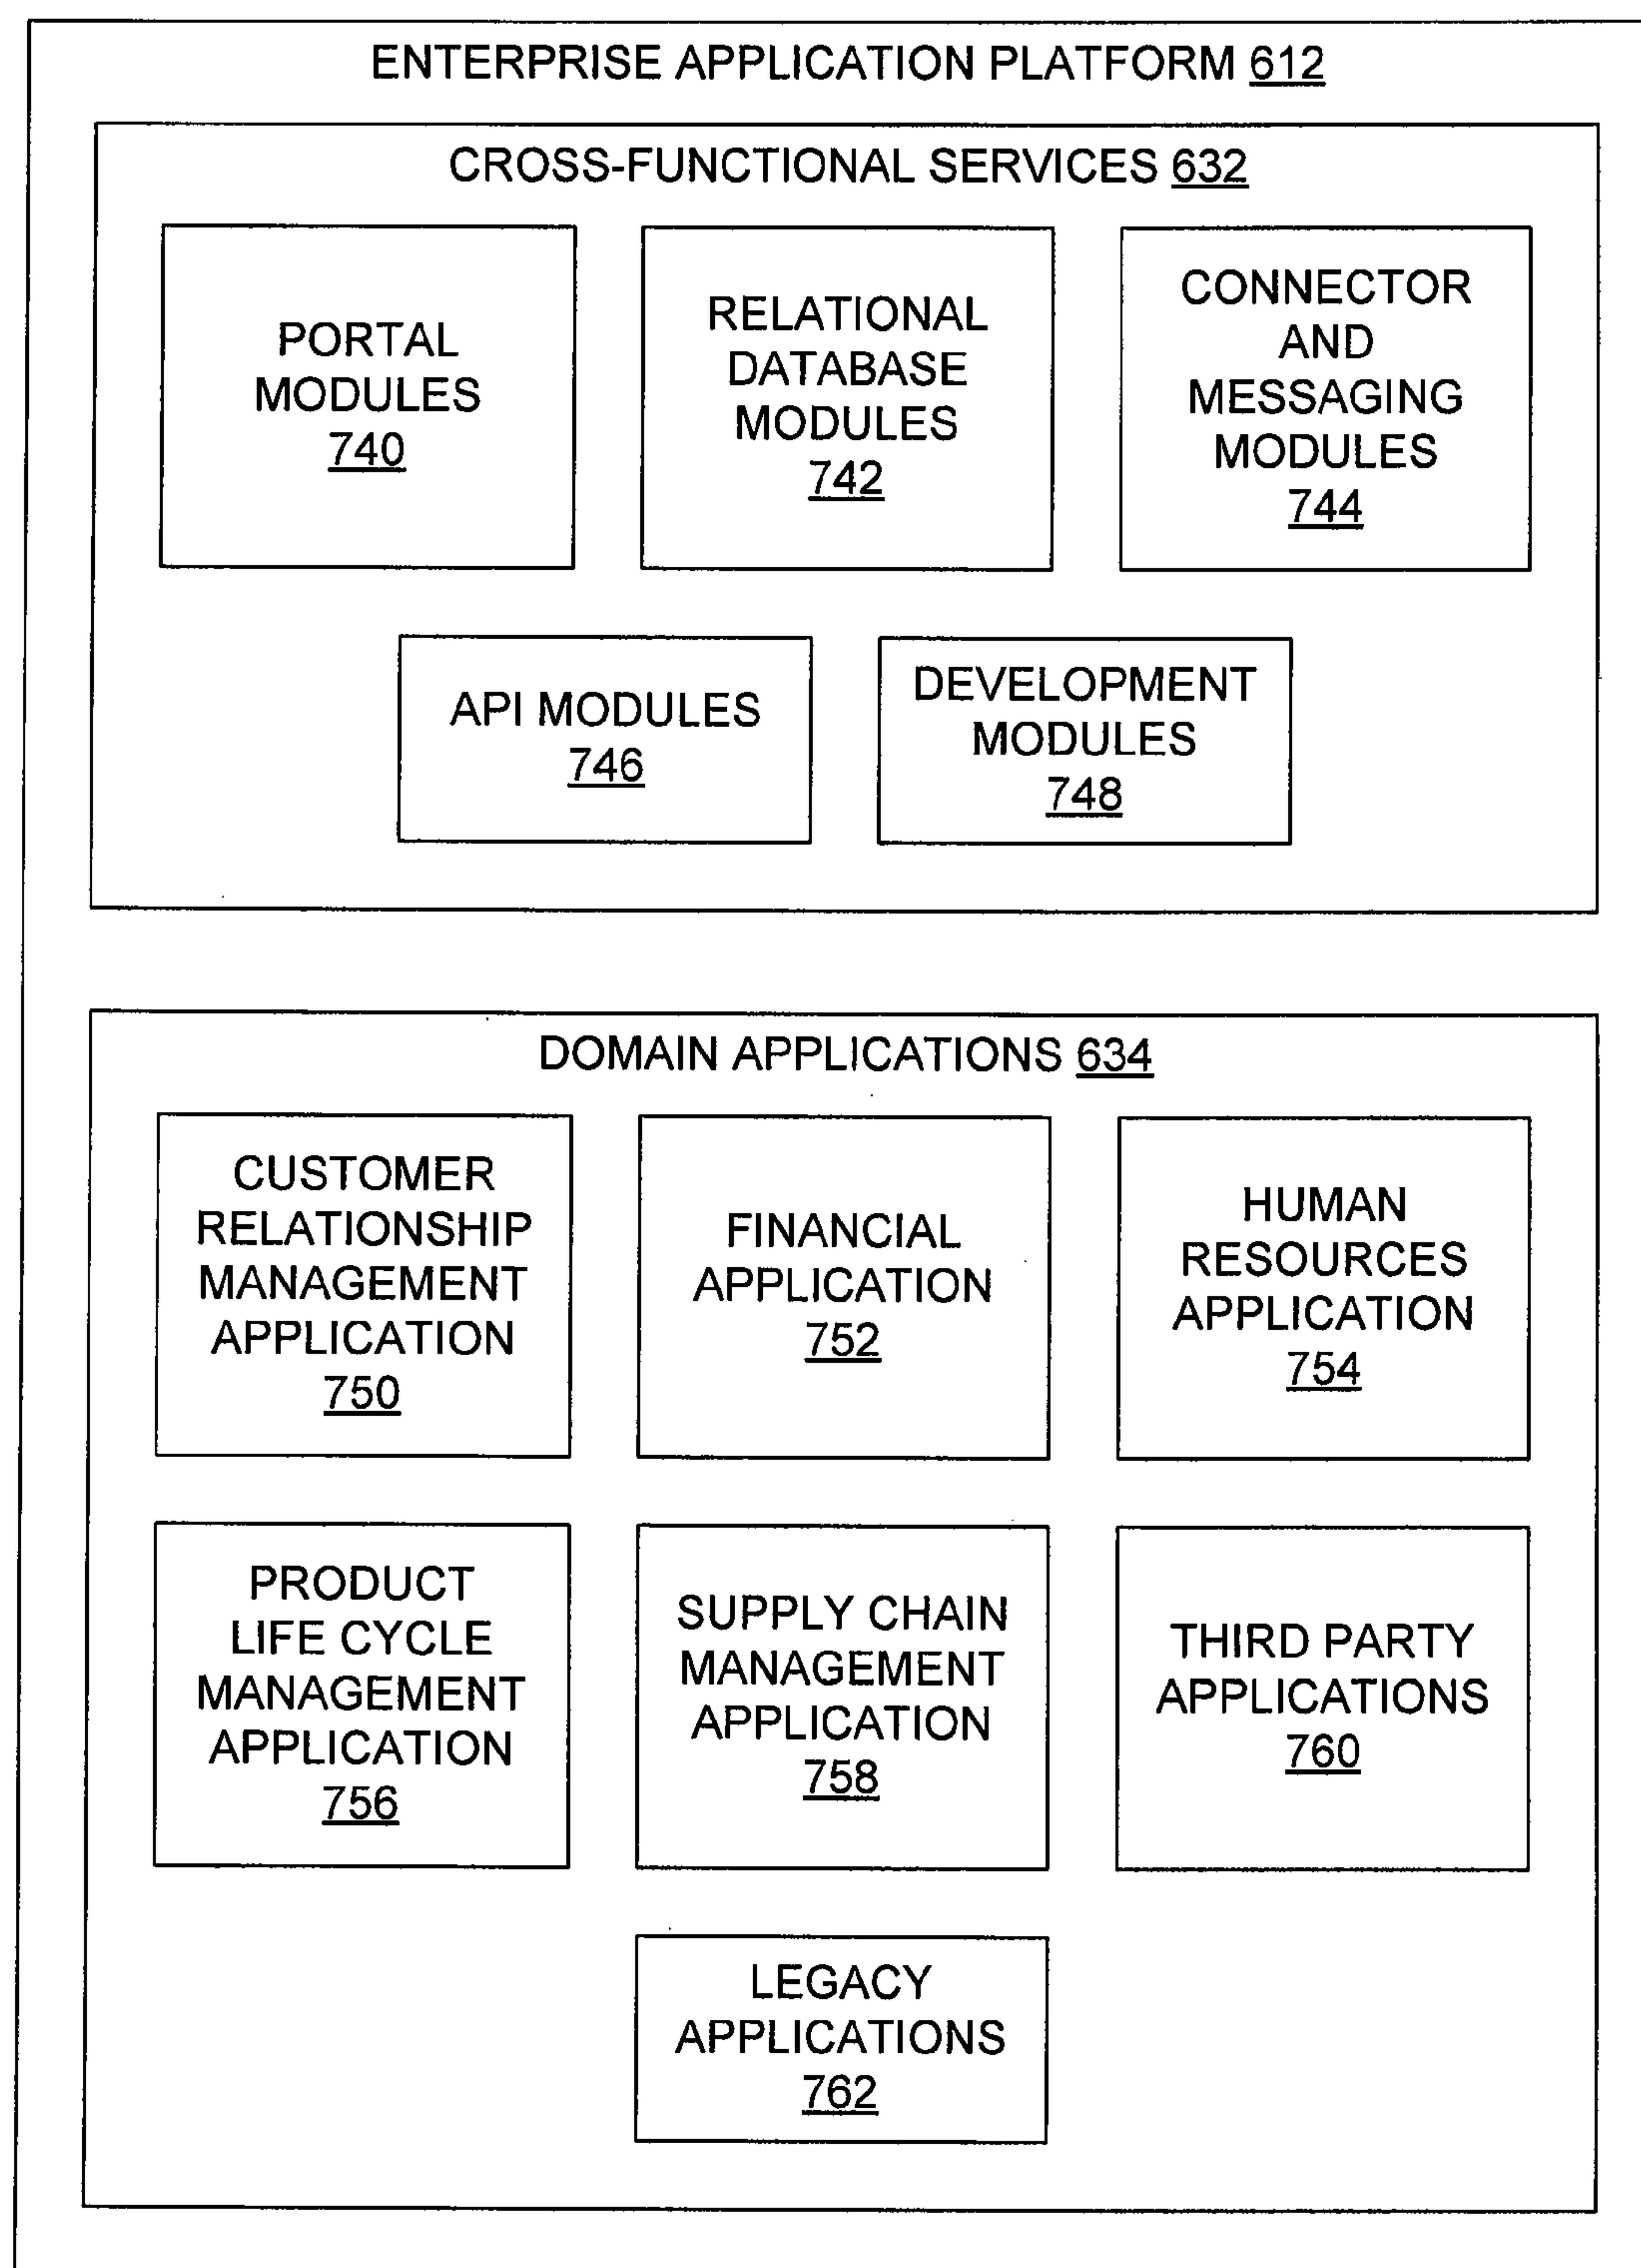 ENTERPRISE APPLICATION PLATFORM 612
CROSS-FUNCTIONAL SERVICES 632
PORTAL
MODULES
740
RELATIONAL
DATABASE
MODULES
742
CONNECTOR
AND
MESSAGING
MODULES
744
API MODULES
746
DEVELOPMENT
MODULES
748
DOMAIN APPLICATIONS 634
CUSTOMER
RELATIONSHIP
MANAGEMENT
APPLICATION
750
FINANCIAL
APPLICATION
752
HUMAN
RESOURCES
APPLICATION
754
PRODUCT
LIFE CYCLE
MANAGEMENT
APPLICATION
756
SUPPLY CHAIN
MANAGEMENT
APPLICATION
758
THIRD PARTY
APPLICATIONS
760
LEGACY
APPLICATIONS
762